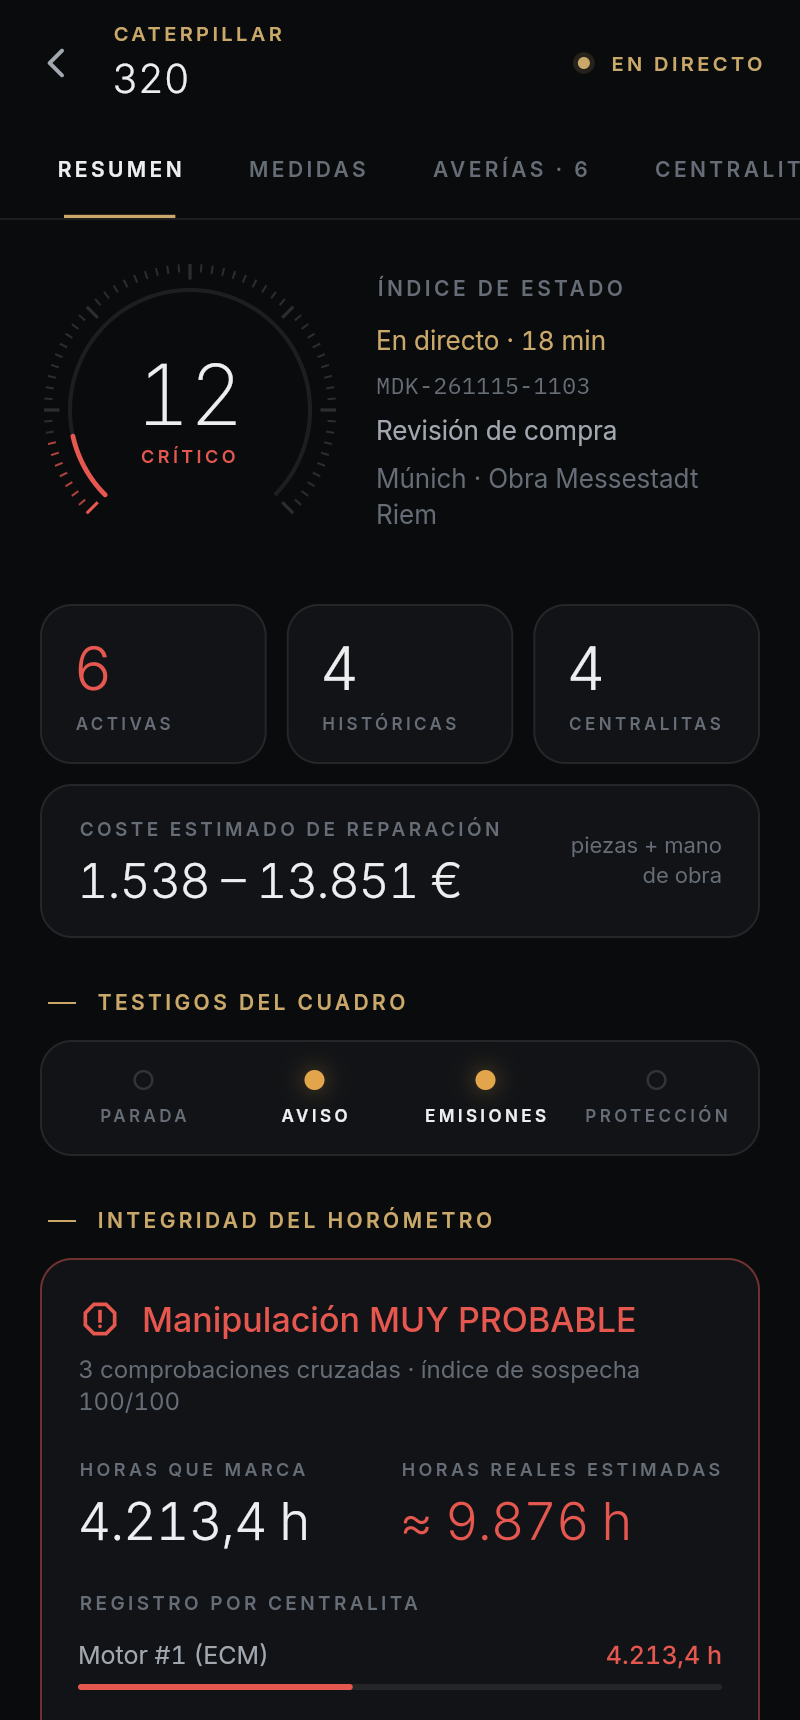 CATERPILLAR
320
EN DIRECTO
RESUMEN
MEDIDAS
AVERÍAS · 6
CENTRALIT
ÍNDICE DE ESTADO
En directo · 18 min
MDK-261115-1103
Revisión de compra
Múnich · Obra Messestadt
Riem
12
CRÍTICO
6
ACTIVAS
4
HISTÓRICAS
4
CENTRALITAS
COSTE ESTIMADO DE REPARACIÓN
1.538 – 13.851 €
piezas + mano
de obra
TESTIGOS DEL CUADRO
PARADA
AVISO
EMISIONES
PROTECCIÓN
INTEGRIDAD DEL HORÓMETRO
Manipulación MUY PROBABLE
3 comprobaciones cruzadas · índice de sospecha
100/100
HORAS QUE MARCA
4.213,4 h
HORAS REALES ESTIMADAS
≈ 9.876 h
REGISTRO POR CENTRALITA
Motor #1 (ECM)
4.213,4 h